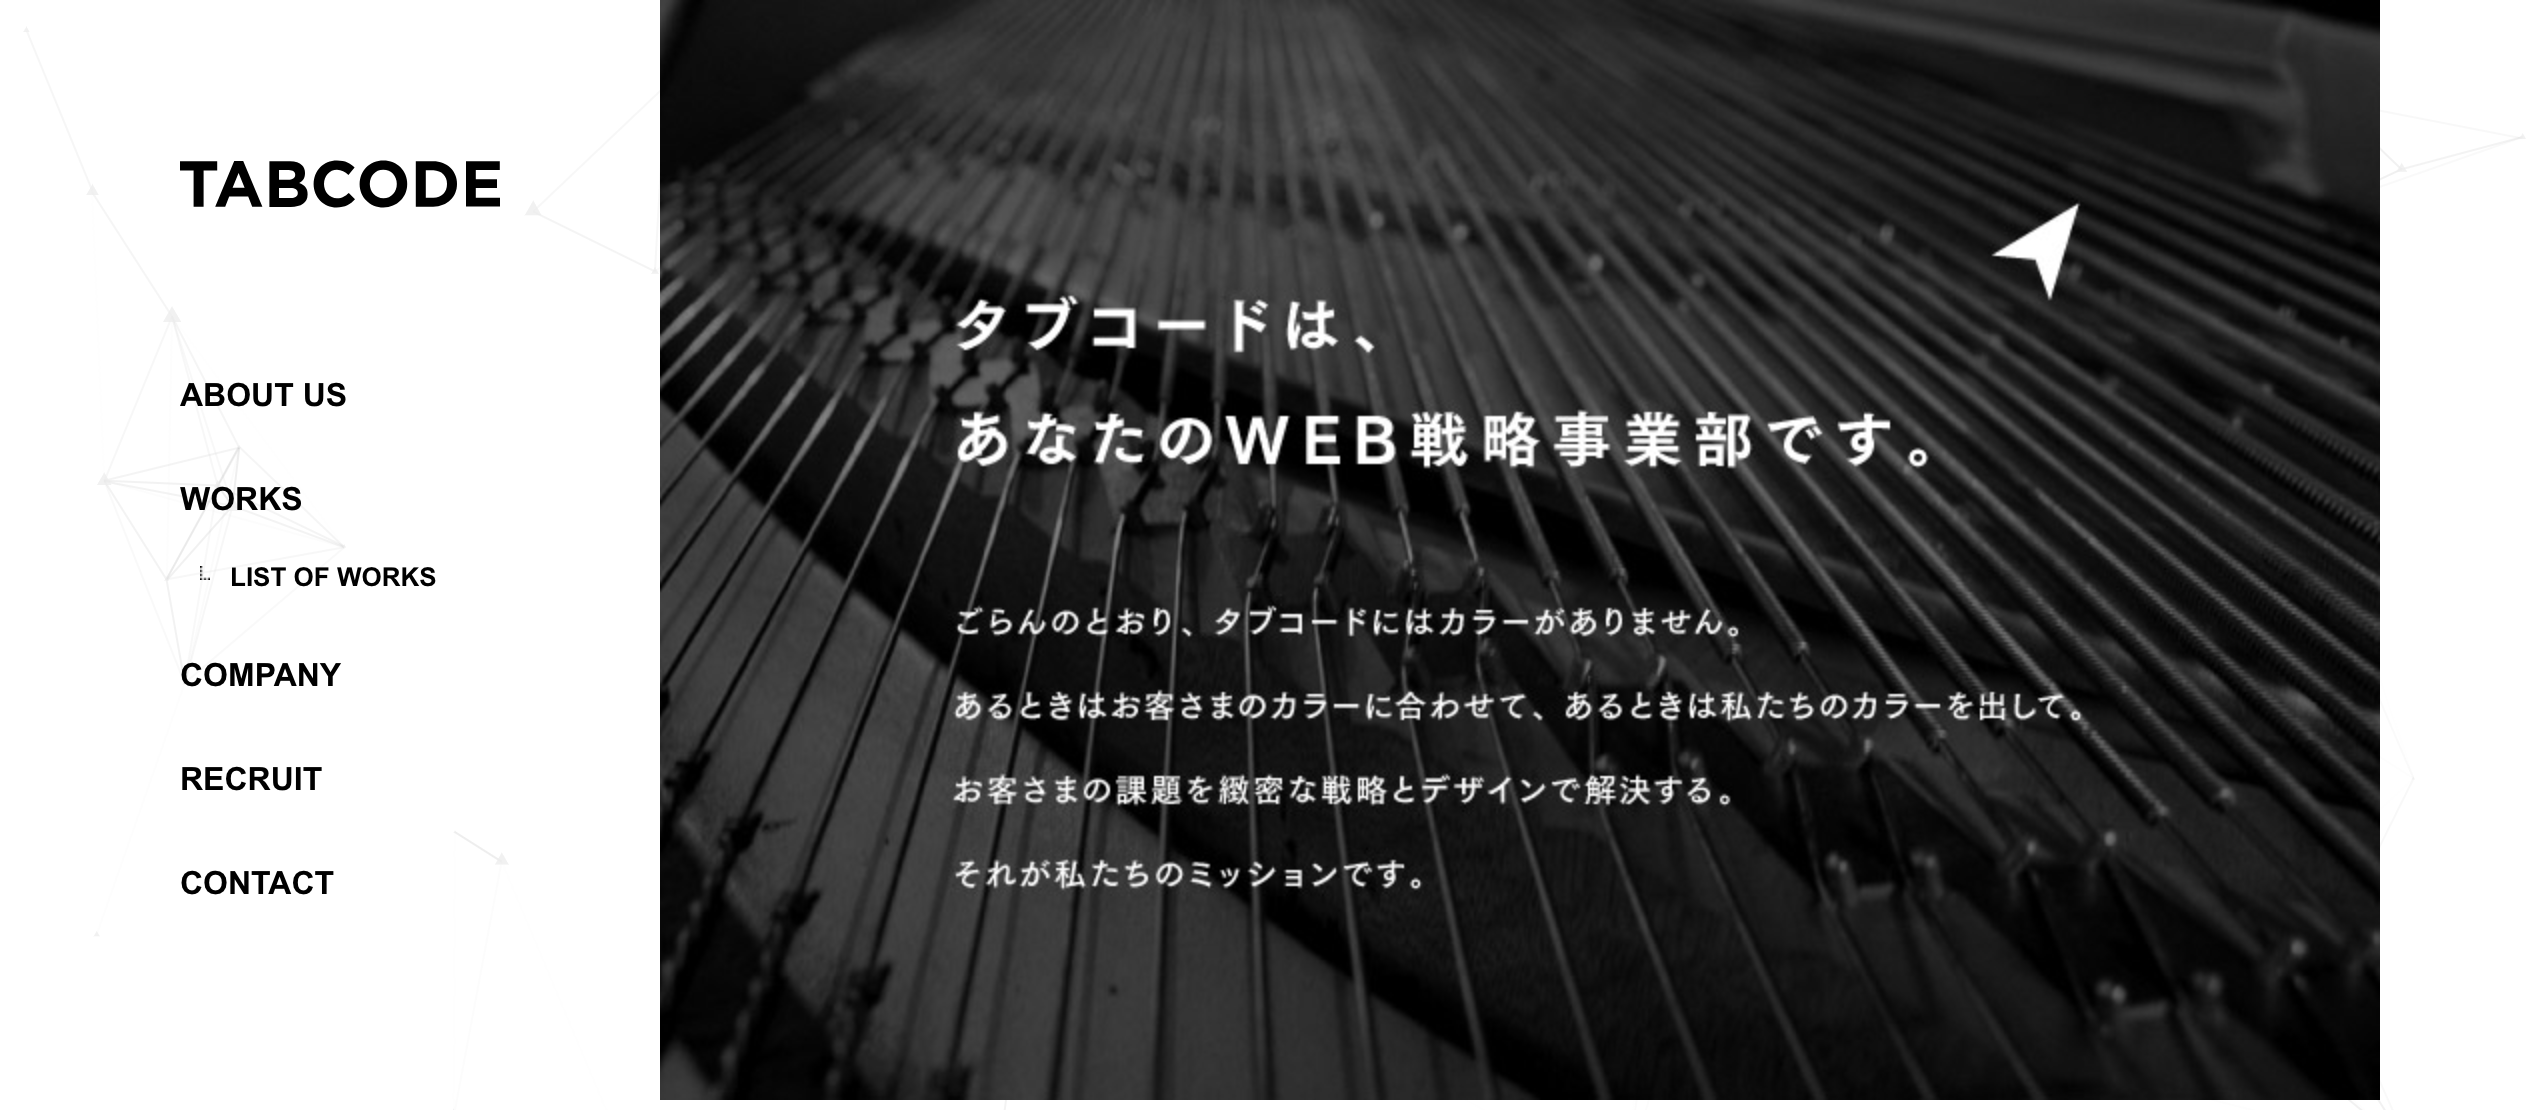 TABCODE
ABOUT US
WORKS
LIST OF WORKS
COMPANY
RECRUIT
CONTACT
タブコードは、
あなたのWEB戦略事業部です。
ごらんのとおり、タブコードにはカラーがありません。
あるときはお客さまのカラーに合わせて、あるときは私たちのカラーを出して。
お客さまの課題を緻密な戦略とデザインで解決する。
それが私たちのミッションです。